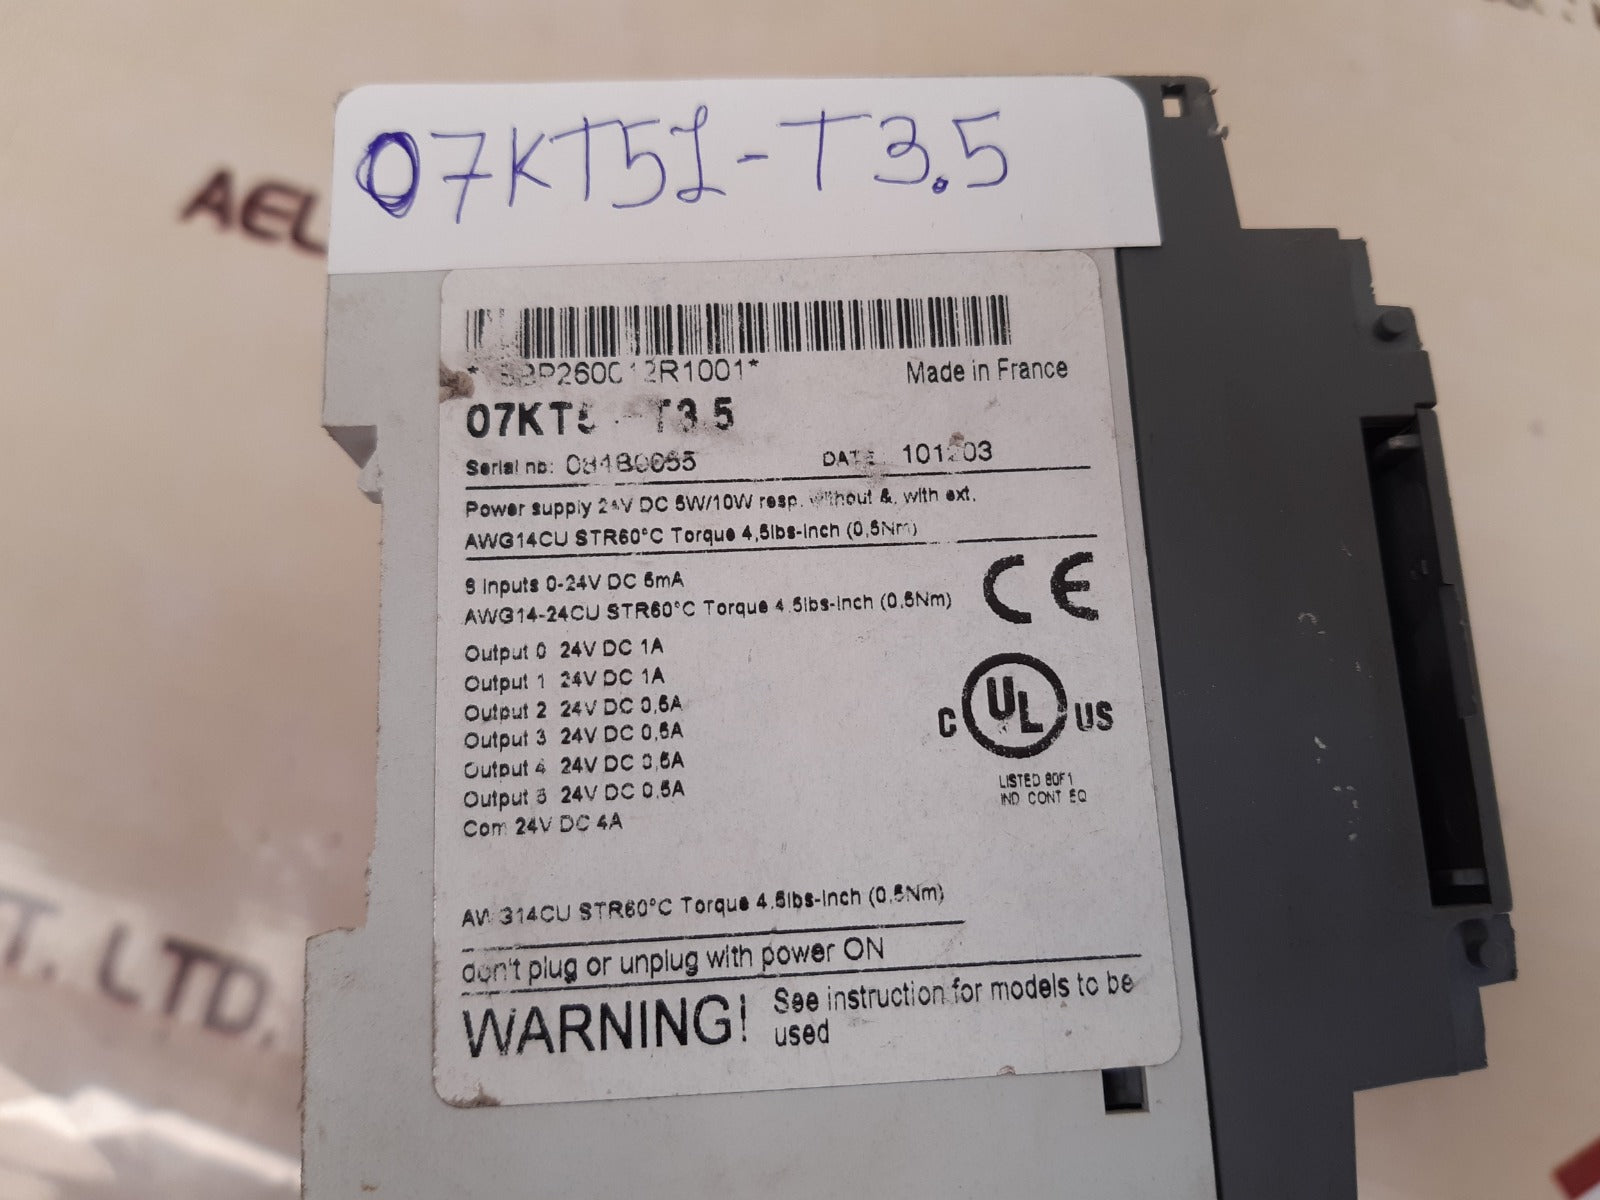 07KT51-T3.5
AEL
Made in France
07KT5 - T3.5
Serial no:
DATE
Power supply 24V DC 5W/10W resp. without & with ext.
AWG14CU STR60°C Torque 4,5lbs-inch (0,5Nm)
8 Inputs 0-24V DC 5mA
AWG14-24CU STR60°C Torque 4.5lbs-inch (0.5Nm)
CE
Output 0 24V DC 1A
Output 1 24V DC 1A
Output 2 24V DC 0,5A
Output 3 24V DC 0,5A
Output 4 24V DC 0,5A
Output 5 24V DC 0.5A
Com 24V DC 4A
C UL US
LISTED 80F1
IND CONT EQ
AWG14CU STR60°C Torque 4.5lbs-inch (0.5Nm)
don't plug or unplug with power ON
WARNING! See instruction for models to be
used
T., LTD.